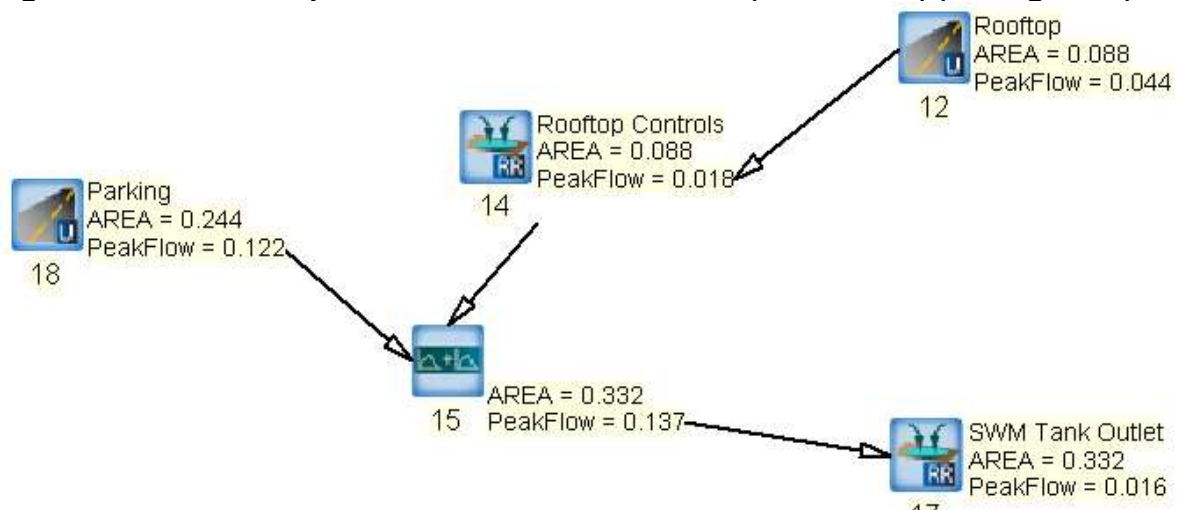 Rooftop
AREA = 0.088
PeakFlow = 0.044
U
12
Rooftop Controls
AREA = 0.088
PeakFlow = 0.018
RR
14
Parking
AREA = 0.244
PeakFlow = 0.122
U
18
AREA = 0.332
PeakFlow = 0.137
15
SWM Tank Outlet
AREA = 0.332
PeakFlow = 0.016
RR